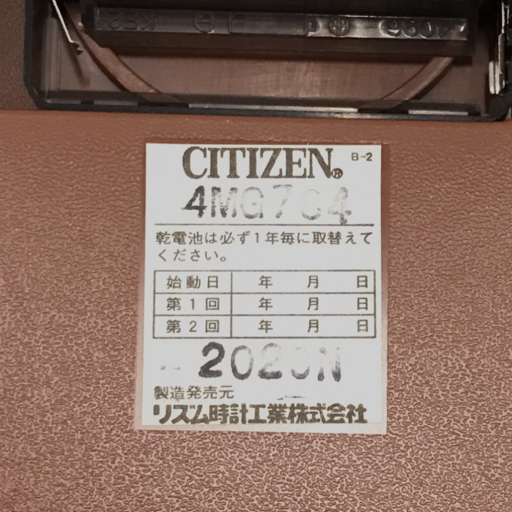 CITIZEN® B-2
4MG764
乾電池は必ず1年毎に取替えて
ください。
始動日 年 月 日
第1回 年 月 日
第2回 年 月 日
2020N
製造発売元
リズム時計工業株式会社